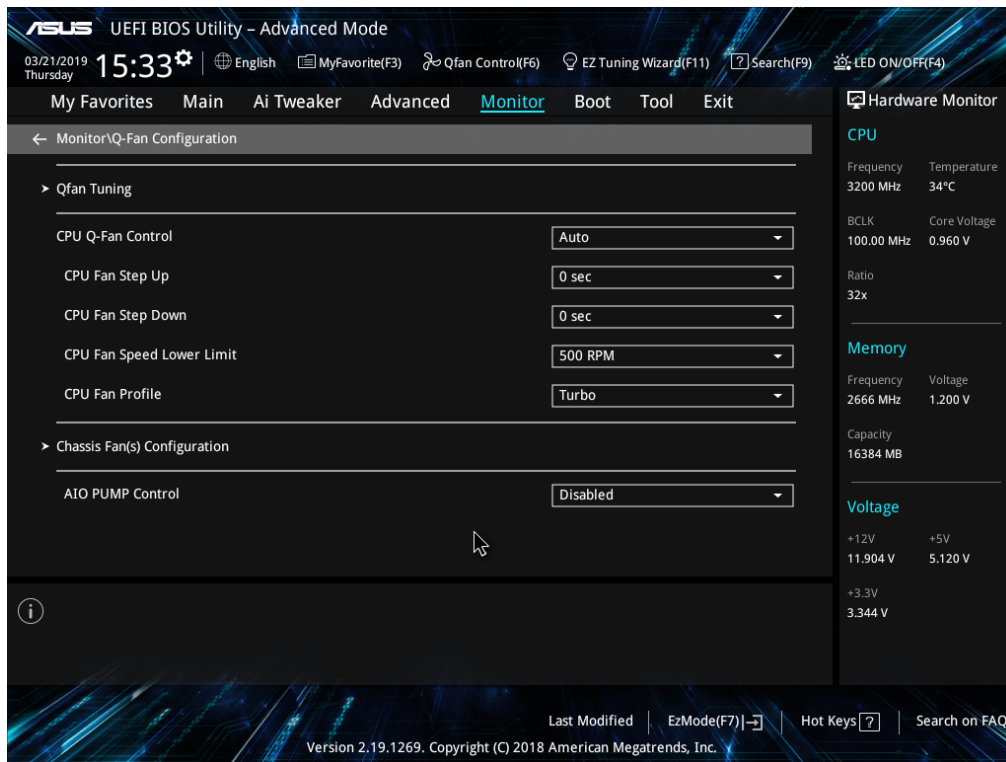 ASUS UEFI BIOS Utility – Advanced Mode
03/21/2019 Thursday 15:33 English MyFavorite(F3) Qfan Control(F6) EZ Tuning Wizard(F11) ? Search(F9) LED ON/OFF(F4)
My Favorites Main Ai Tweaker Advanced Monitor Boot Tool Exit
← Monitor\Q-Fan Configuration
Qfan Tuning
CPU Q-Fan Control Auto
CPU Fan Step Up 0 sec
CPU Fan Step Down 0 sec
CPU Fan Speed Lower Limit 500 RPM
CPU Fan Profile Turbo
Chassis Fan(s) Configuration
AIO PUMP Control Disabled
i
Hardware Monitor
CPU
Frequency Temperature
3200 MHz 34°C
BCLK Core Voltage
100.00 MHz 0.960 V
Ratio
32x
Memory
Frequency Voltage
2666 MHz 1.200 V
Capacity
16384 MB
Voltage
+12V +5V
11.904 V 5.120 V
+3.3V
3.344 V
Last Modified EzMode(F7) Hot Keys ? Search on FAQ
Version 2.19.1269. Copyright (C) 2018 American Megatrends, Inc.